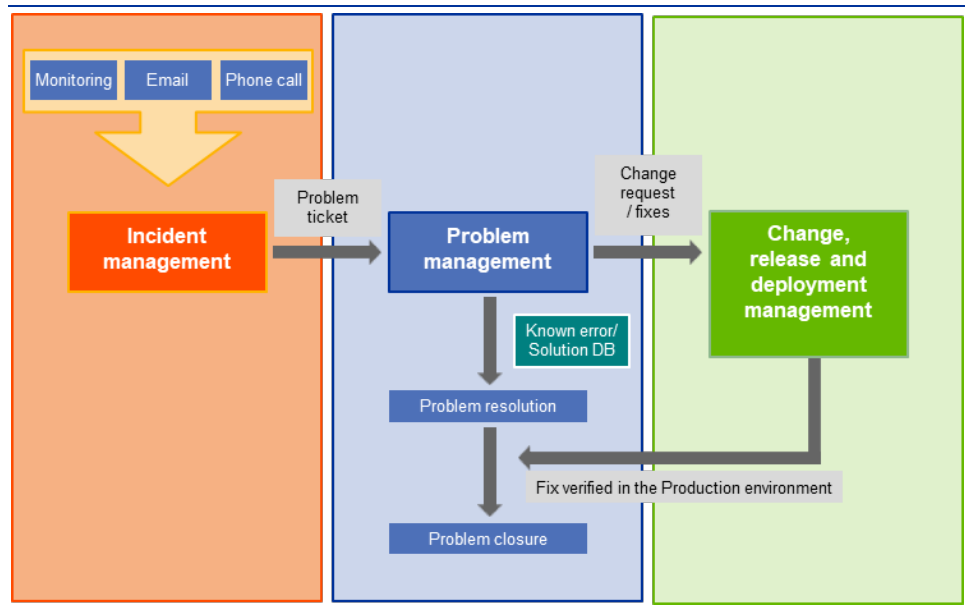 Monitoring
Email
Phone call
Incident
management
Problem
ticket
Problem
management
Change
request
/ fixes
Change,
release and
deployment
management
Known error/
Solution DB
Problem resolution
Fix verified in the Production environment
Problem closure